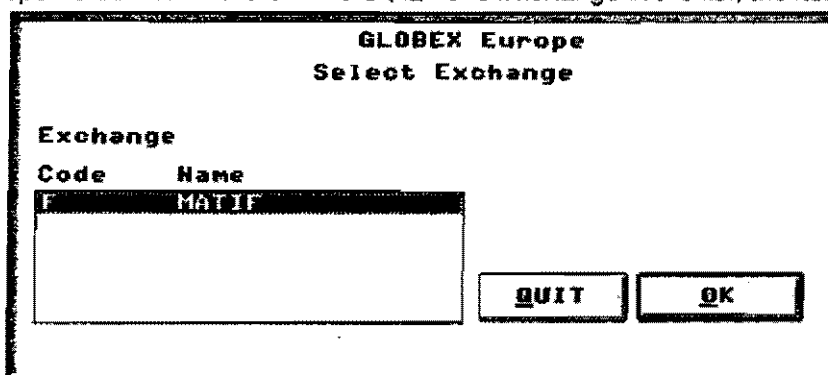 GLOBEX Europe
Select Exchange
Exchange
Code Name
F MATIF
QUIT OK